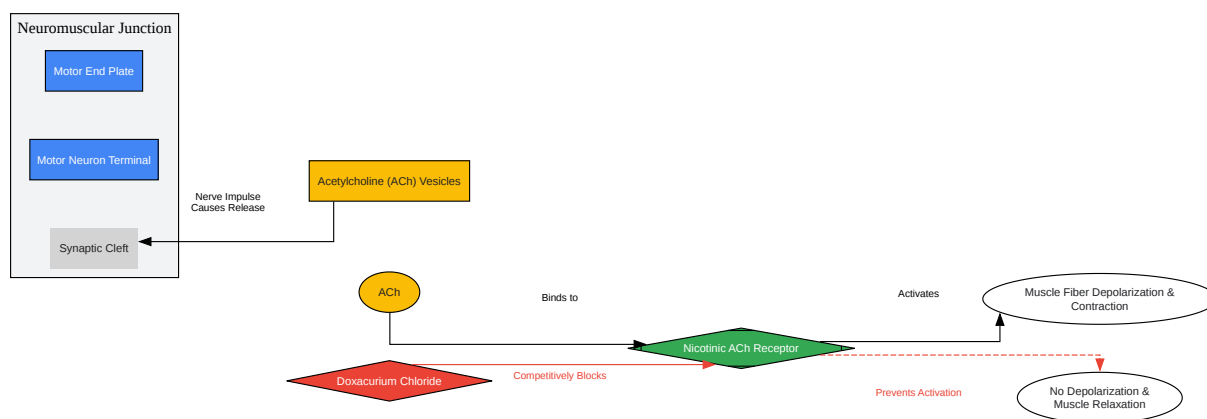 Neuromuscular Junction
Motor End Plate
Motor Neuron Terminal
Synaptic Cleft
Nerve Impulse
Causes Release
Acetylcholine (ACh) Vesicles
ACh
Binds to
Nicotinic ACh Receptor
Activates
Muscle Fiber Depolarization &
Contraction
Doxacurium Chloride
Competitively Blocks
Prevents Activation
No Depolarization &
Muscle Relaxation